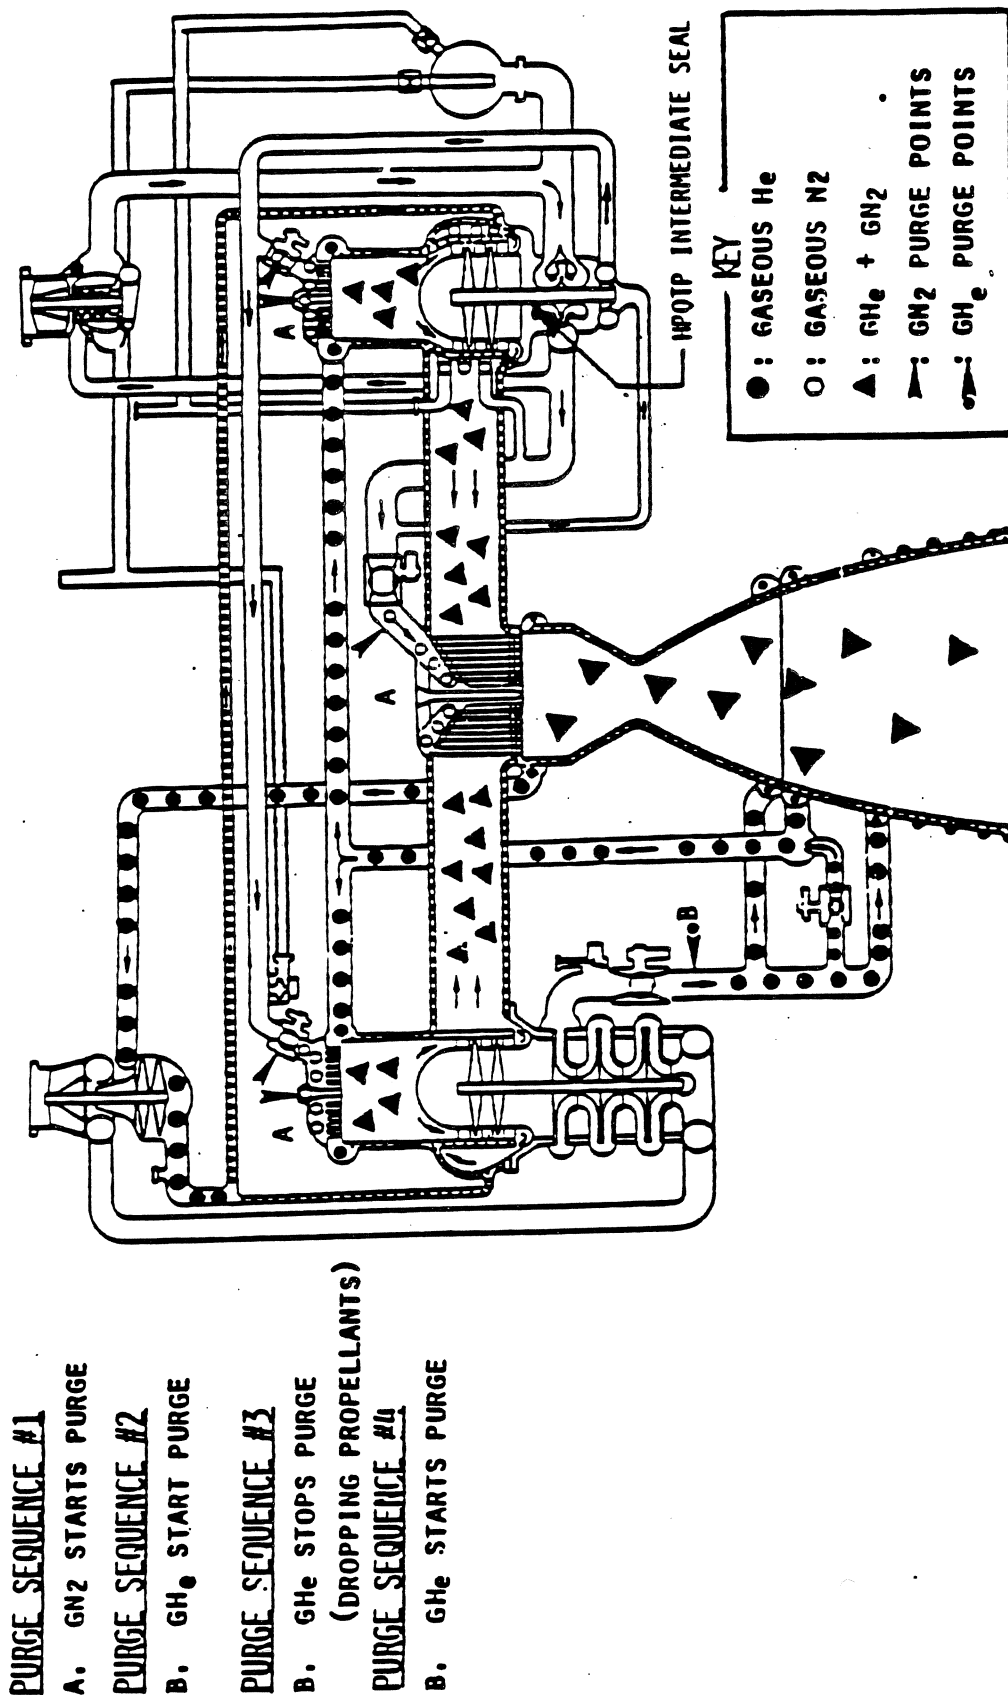 PURGE SEQUENCE #1
A. GN2 STARTS PURGE
PURGE SEQUENCE #2
B. GHe START PURGE
PURGE SEQUENCE #3
B. GHe STOPS PURGE
(DROPPING PROPELLANTS)
PURGE SEQUENCE #4
B. GHe STARTS PURGE
A
A
A
B
HPOTP INTERMEDIATE SEAL
KEY
: GASEOUS He
: GASEOUS N2
: GHe + GN2
: GN2 PURGE POINTS
: GHe PURGE POINTS